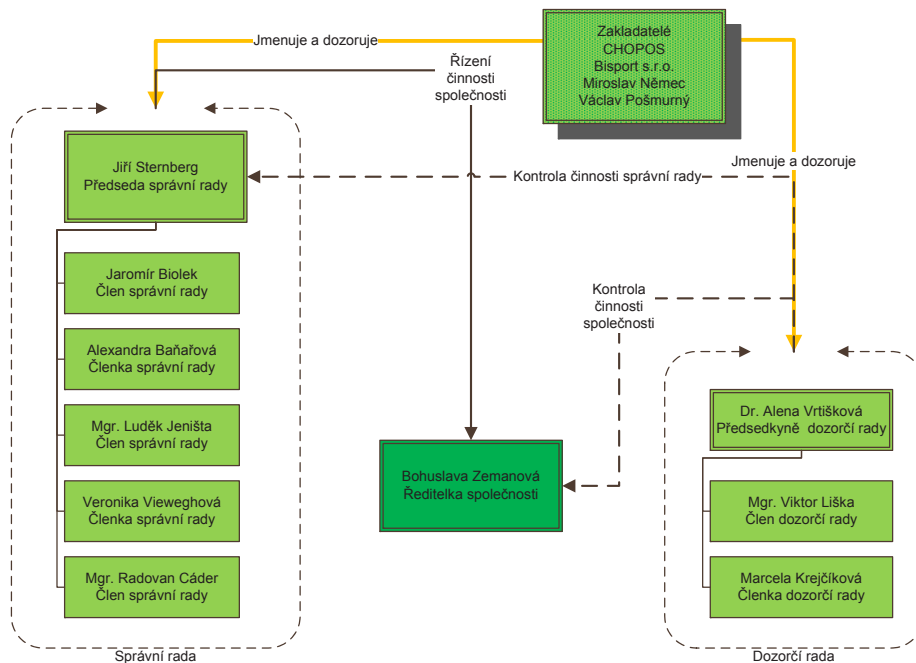 Jmenuje a dozoruje
Zakladatelé
CHOPOS
Bisport s.r.o.
Miroslav Němec
Václav Pošmurný
Řízení
činnosti
společnosti
Jmenuje a dozoruje
Jiří Sternberg
Předseda správní rady
Kontrola činnosti správní rady
Jaromír Biolek
Člen správní rady
Alexandra Baňařová
Členka správní rady
Mgr. Luděk Jeništa
Člen správní rady
Veronika Vieweghová
Členka správní rady
Mgr. Radovan Cáder
Člen správní rady
Správní rada
Kontrola
činnosti
společnosti
Bohuslava Zemanová
Ředitelka společnosti
Dr. Alena Vrtišková
Předsedkyně dozorčí rady
Mgr. Viktor Liška
Člen dozorčí rady
Marcela Krejčíková
Členka dozorčí rady
Dozorčí rada